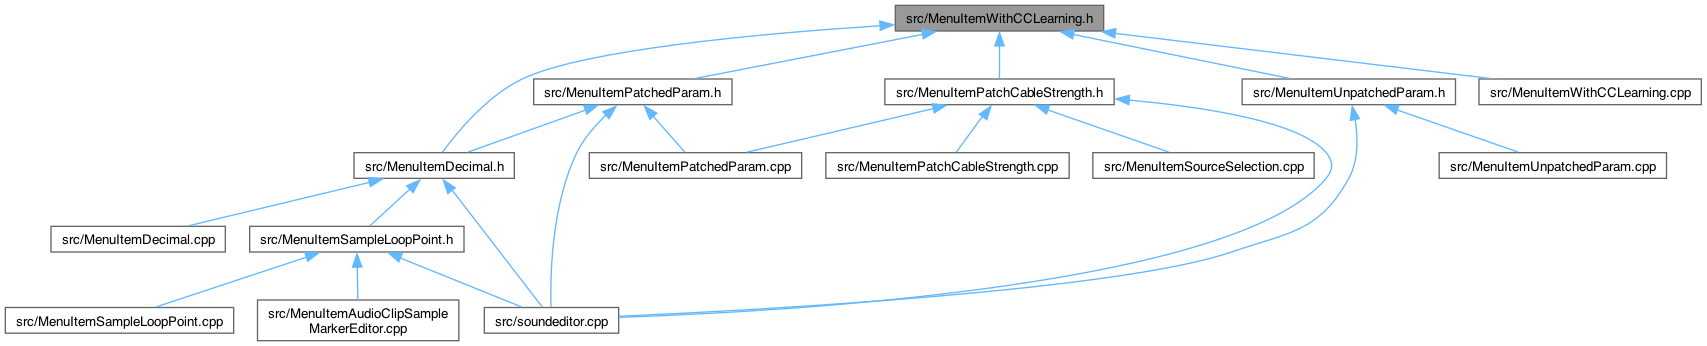 src/MenuItemWithCCLearning.h
src/MenuItemPatchedParam.h
src/MenuItemPatchCableStrength.h
src/MenuItemUnpatchedParam.h
src/MenuItemWithCCLearning.cpp
src/MenuItemDecimal.h
src/MenuItemPatchedParam.cpp
src/MenuItemPatchCableStrength.cpp
src/MenuItemSourceSelection.cpp
src/MenuItemUnpatchedParam.cpp
src/MenuItemDecimal.cpp
src/MenuItemSampleLoopPoint.h
src/MenuItemSampleLoopPoint.cpp
src/MenuItemAudioClipSample
MarkerEditor.cpp
src/soundeditor.cpp